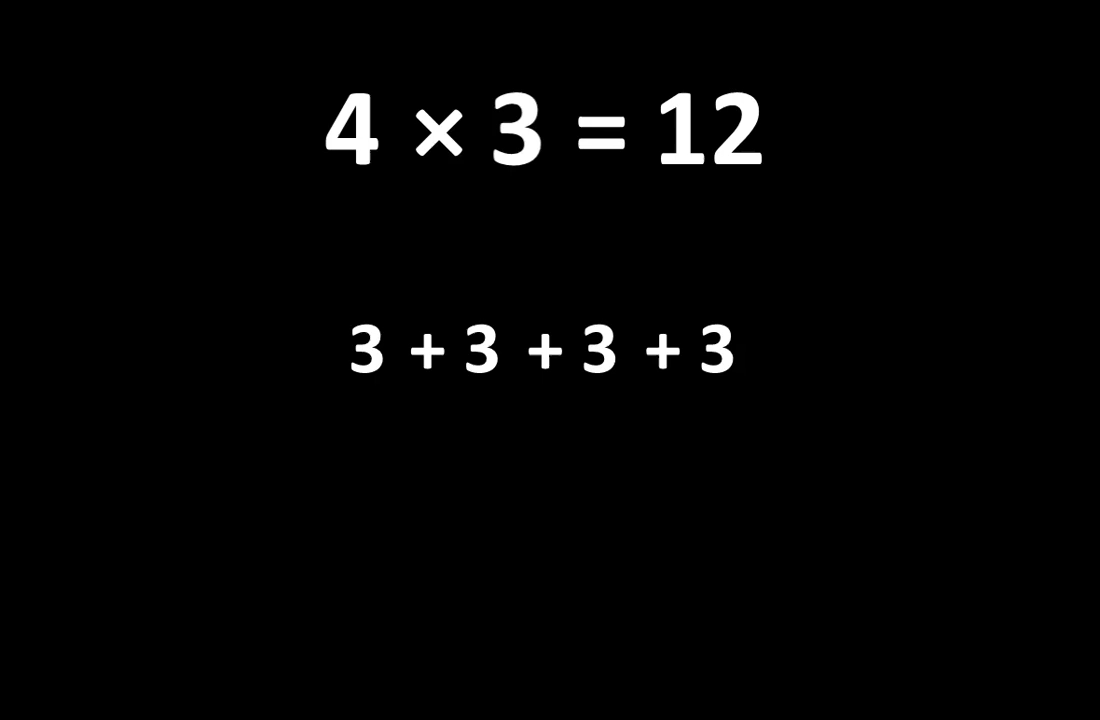 4 × 3 = 12
3 + 3 + 3 + 3